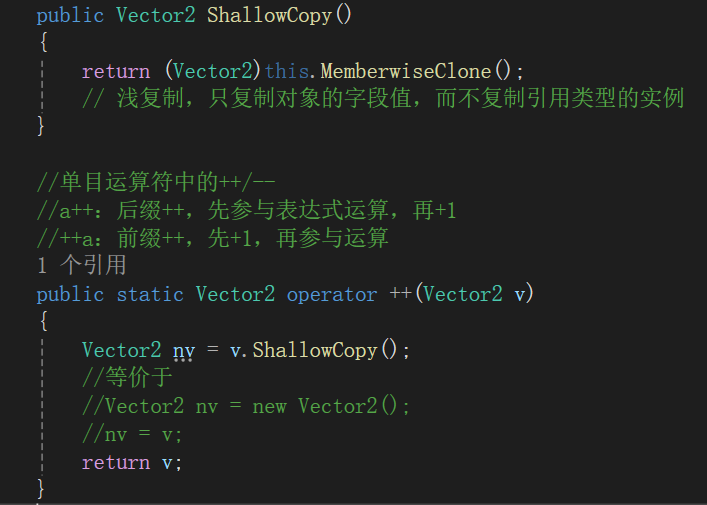 public Vector2 ShallowCopy()
{
return (Vector2)this.MemberwiseClone();
// 浅复制，只复制对象的字段值，而不复制引用类型的实例
}
//单目运算符中的++/--
//a++：后缀++，先参与表达式运算，再+1
//++a：前缀++，先+1，再参与运算
1 个引用
public static Vector2 operator ++(Vector2 v)
{
Vector2 nv = v.ShallowCopy();
//等价于
//Vector2 nv = new Vector2();
//nv = v;
return v;
}